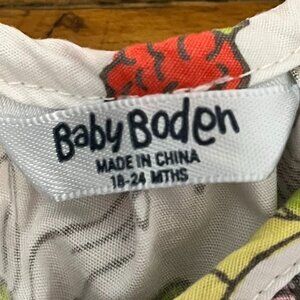 Baby Boden
MADE IN CHINA
18-24 MTHS